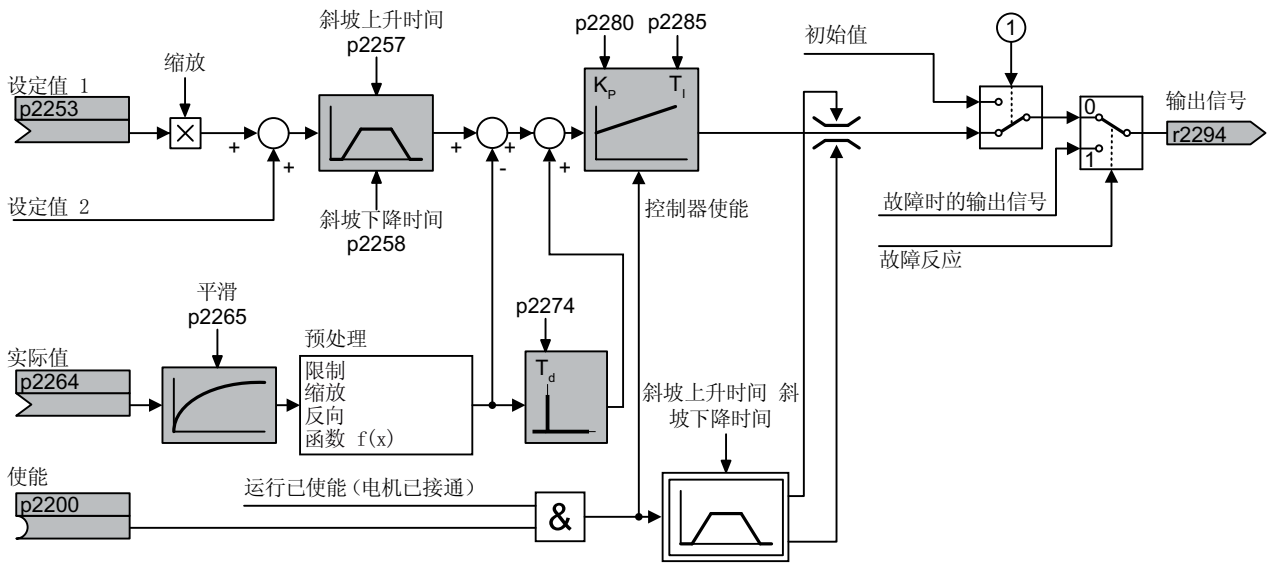 斜坡上升时间
p2257
p2280
p2285
初始值
1
缩放
设定值 1
p2253
×
+
+
+
+
-
+
K_P
T_I
0
1
输出信号
r2294
设定值 2
斜坡下降时间
p2258
控制器使能
故障时的输出信号
故障反应
平滑
p2265
预处理
p2274
实际值
p2264
限制
缩放
反向
函数 f(x)
T_d
斜坡上升时间 斜
坡下降时间
使能
p2200
运行已使能(电机已接通)
&